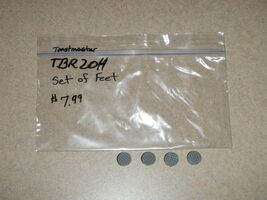 Toastmaster
TBR20H
Set of Feet
$7.99